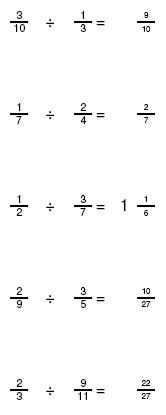 3/10 ÷ 1/3 = 9/10
1/7 ÷ 2/4 = 2/7
1/2 ÷ 3/7 = 1 1/6
2/9 ÷ 3/5 = 10/27
2/3 ÷ 9/11 = 22/27